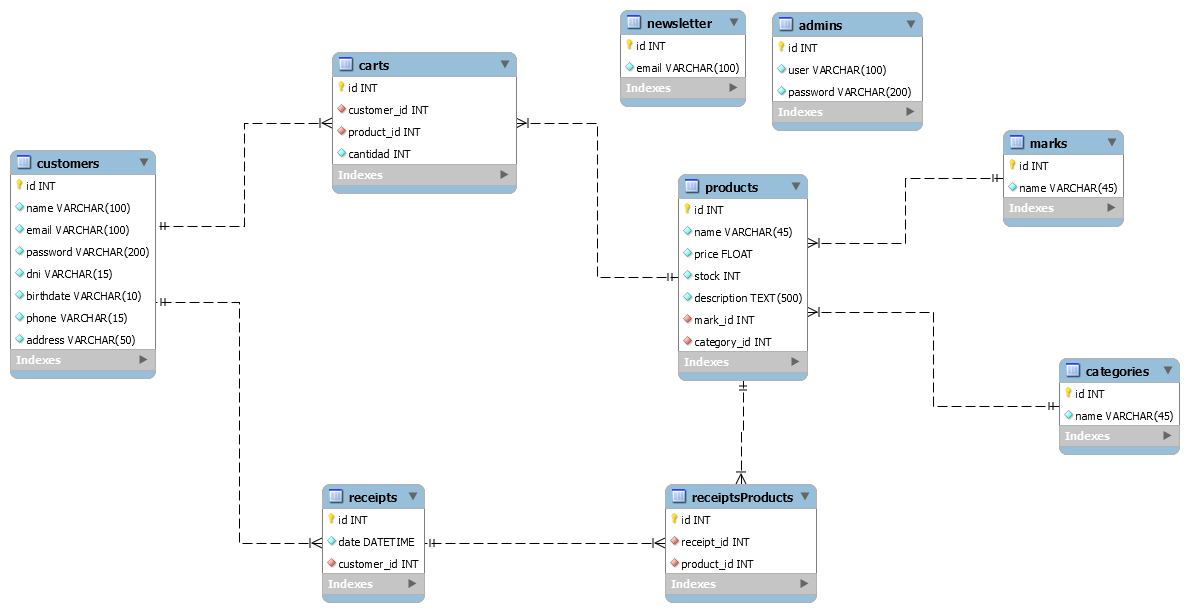 newsletter
id INT
email VARCHAR(100)
Indexes
admins
id INT
user VARCHAR(100)
password VARCHAR(200)
Indexes
carts
id INT
customer_id INT
product_id INT
cantidad INT
Indexes
customers
id INT
name VARCHAR(100)
email VARCHAR(100)
password VARCHAR(200)
dni VARCHAR(15)
birthdate VARCHAR(10)
phone VARCHAR(15)
address VARCHAR(50)
Indexes
products
id INT
name VARCHAR(45)
price FLOAT
stock INT
description TEXT(500)
mark_id INT
category_id INT
Indexes
marks
id INT
name VARCHAR(45)
Indexes
categories
id INT
name VARCHAR(45)
Indexes
receipts
id INT
date DATETIME
customer_id INT
Indexes
receiptsProducts
id INT
receipt_id INT
product_id INT
Indexes